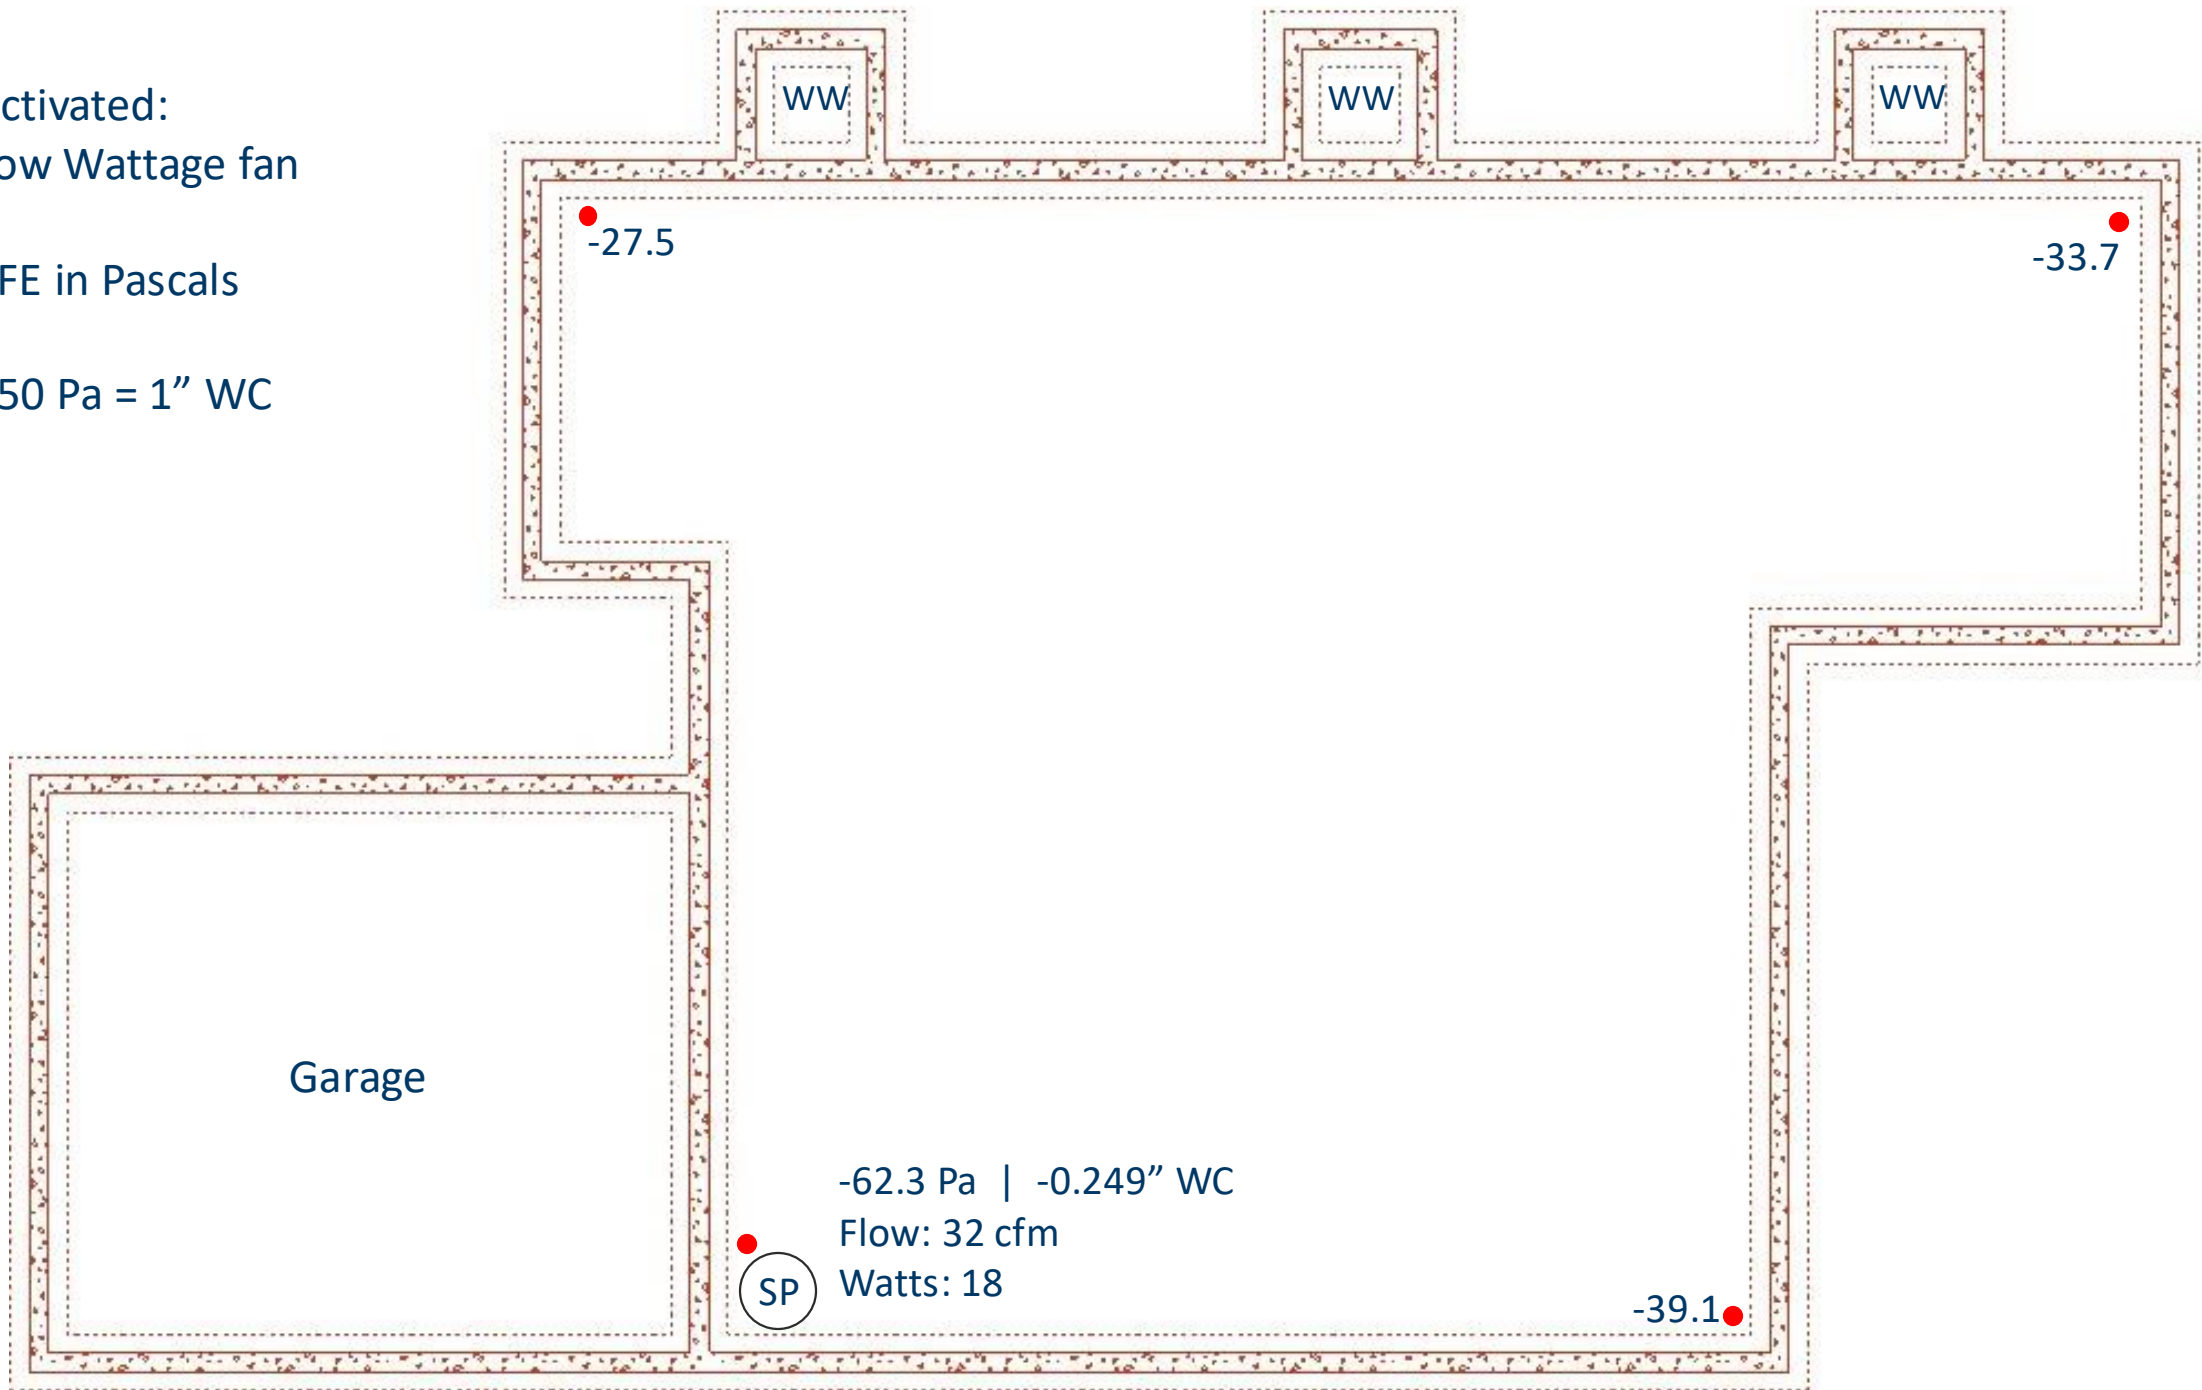 ctivated:
ow Wattage fan
FE in Pascals
50 Pa = 1” WC
WW
WW
WW
-27.5
-33.7
Garage
-62.3 Pa | -0.249” WC
Flow: 32 cfm
Watts: 18
SP
-39.1